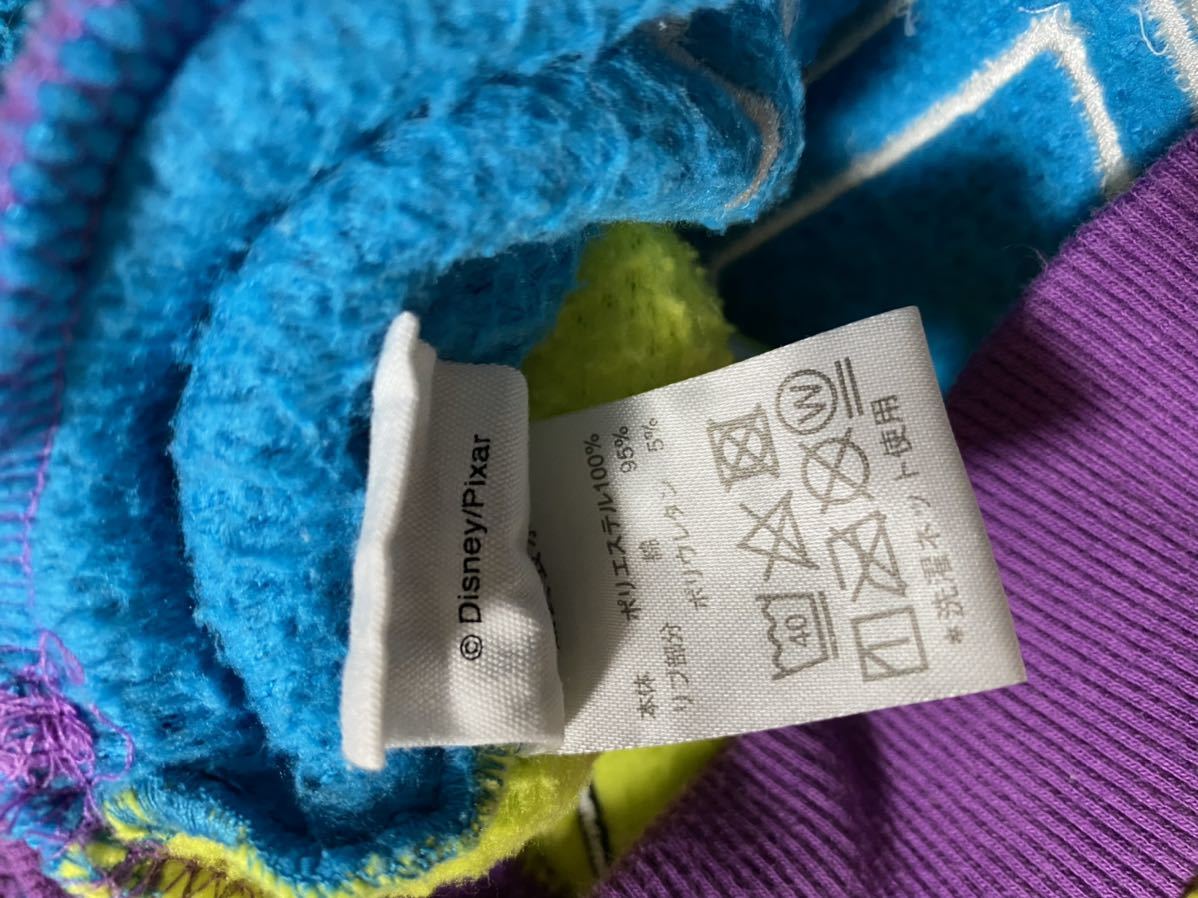 © Disney/Pixar
本体 ポリエステル100%
リブ部分 綿 95%
ポリウレタン 5%
40
W
*洗濯ネット使用